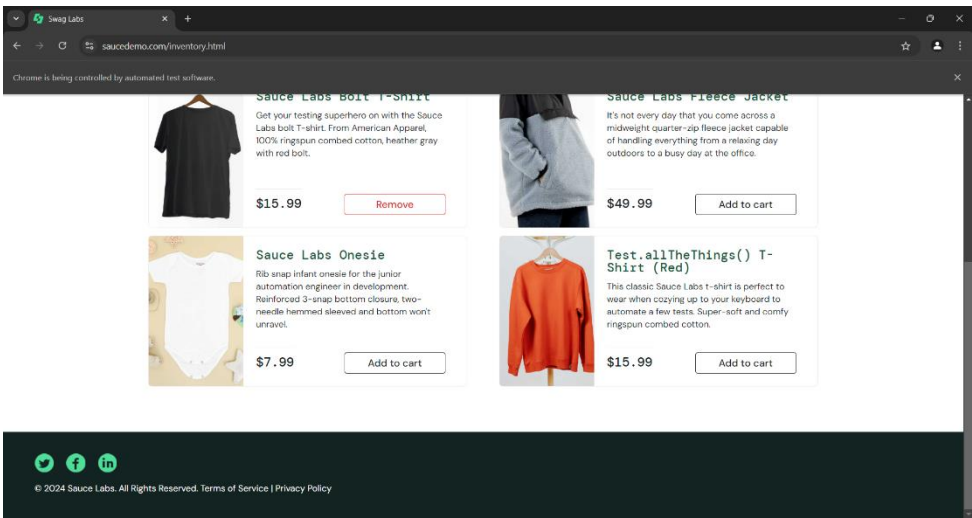 Swag Labs
saucedemo.com/inventory.html
Chrome is being controlled by automated test software.
Sauce Labs Bolt T-Shirt
Get your testing superhero on with the Sauce
Labs bolt T-shirt. From American Apparel,
100% ringspun combed cotton, heather gray
with red bolt.
$15.99
Remove
Sauce Labs Fleece Jacket
It's not every day that you come across a
midweight quarter-zip fleece jacket capable
of handling everything from a relaxing day
outdoors to a busy day at the office.
$49.99
Add to cart
Sauce Labs Onesie
Rib snap infant onesie for the junior
automation engineer in development.
Reinforced 3-snap bottom closure, two-
needle hemmed sleeved and bottom won't
unravel.
$7.99
Add to cart
Test.allTheThings() T-
Shirt (Red)
This classic Sauce Labs t-shirt is perfect to
wear when cozying up to your keyboard to
automate a few tests. Super-soft and comfy
ringspun combed cotton.
$15.99
Add to cart
© 2024 Sauce Labs. All Rights Reserved. Terms of Service | Privacy Policy